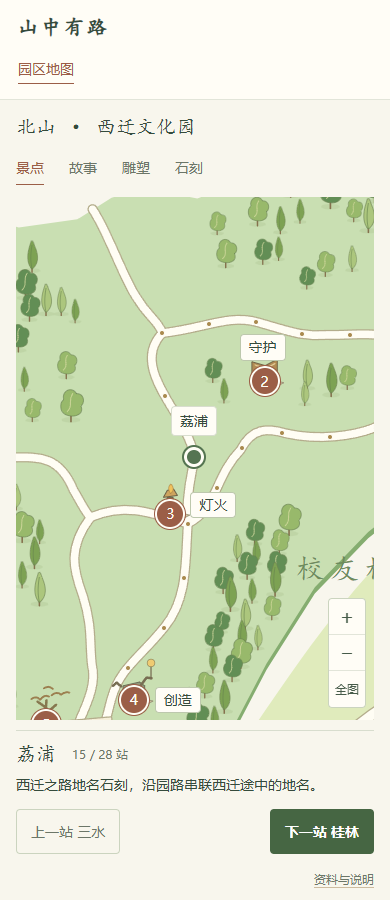 山中有路
园区地图
北山 • 西迁文化园
景点 故事 雕塑 石刻
守护
2
荔浦
3
灯火
校友
+
−
全图
4
创造
荔浦 15 / 28 站
西迁之路地名石刻，沿园路串联西迁途中的地名。
上一站 三水
下一站 桂林
资料与说明